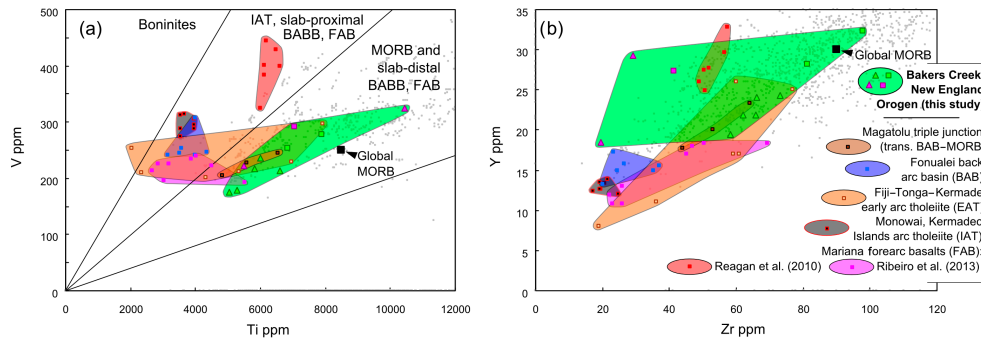 (a)
Boninites
IAT, slab-proximal
BABB, FAB
MORB and
slab-distal
BABB, FAB
Global
MORB
V ppm
500
400
300
200
100
0
0
2000
4000
6000
8000
10000
12000
Ti ppm
(b)
Y ppm
35
30
25
20
15
10
5
0
0
20
40
60
80
100
120
Zr ppm
Global MORB
Bakers Creek
New England
Orogen (this study
Magatolu triple junction
(trans. BAB–MORB
Fonualei back
arc basin (BAB)
Fiji–Tonga–Kermade
early arc tholeiite (EAT)
Monowai, Kermadec
Islands arc tholeiite (IAT)
Mariana forearc basalts (FAB):
Reagan et al. (2010)
Ribeiro et al. (2013)